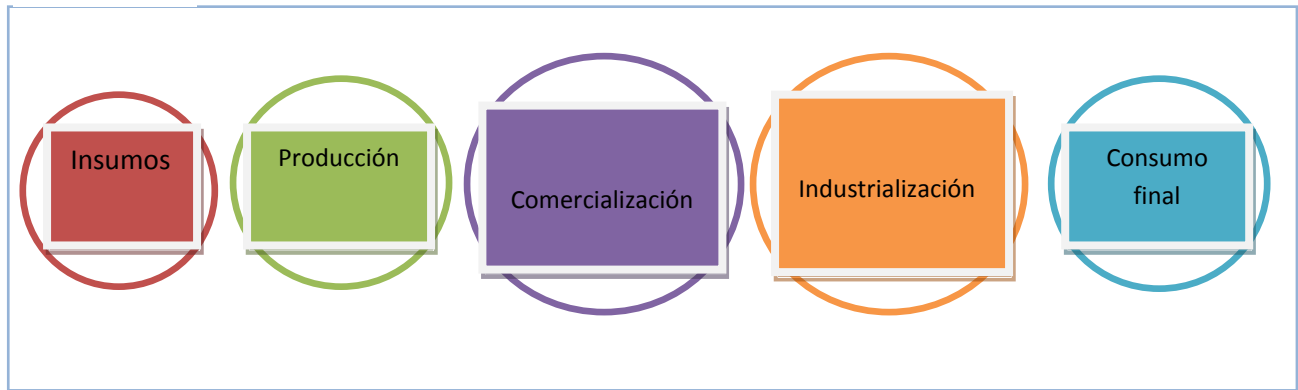 Insumos
Producción
Comercialización
Industrialización
Consumo
final